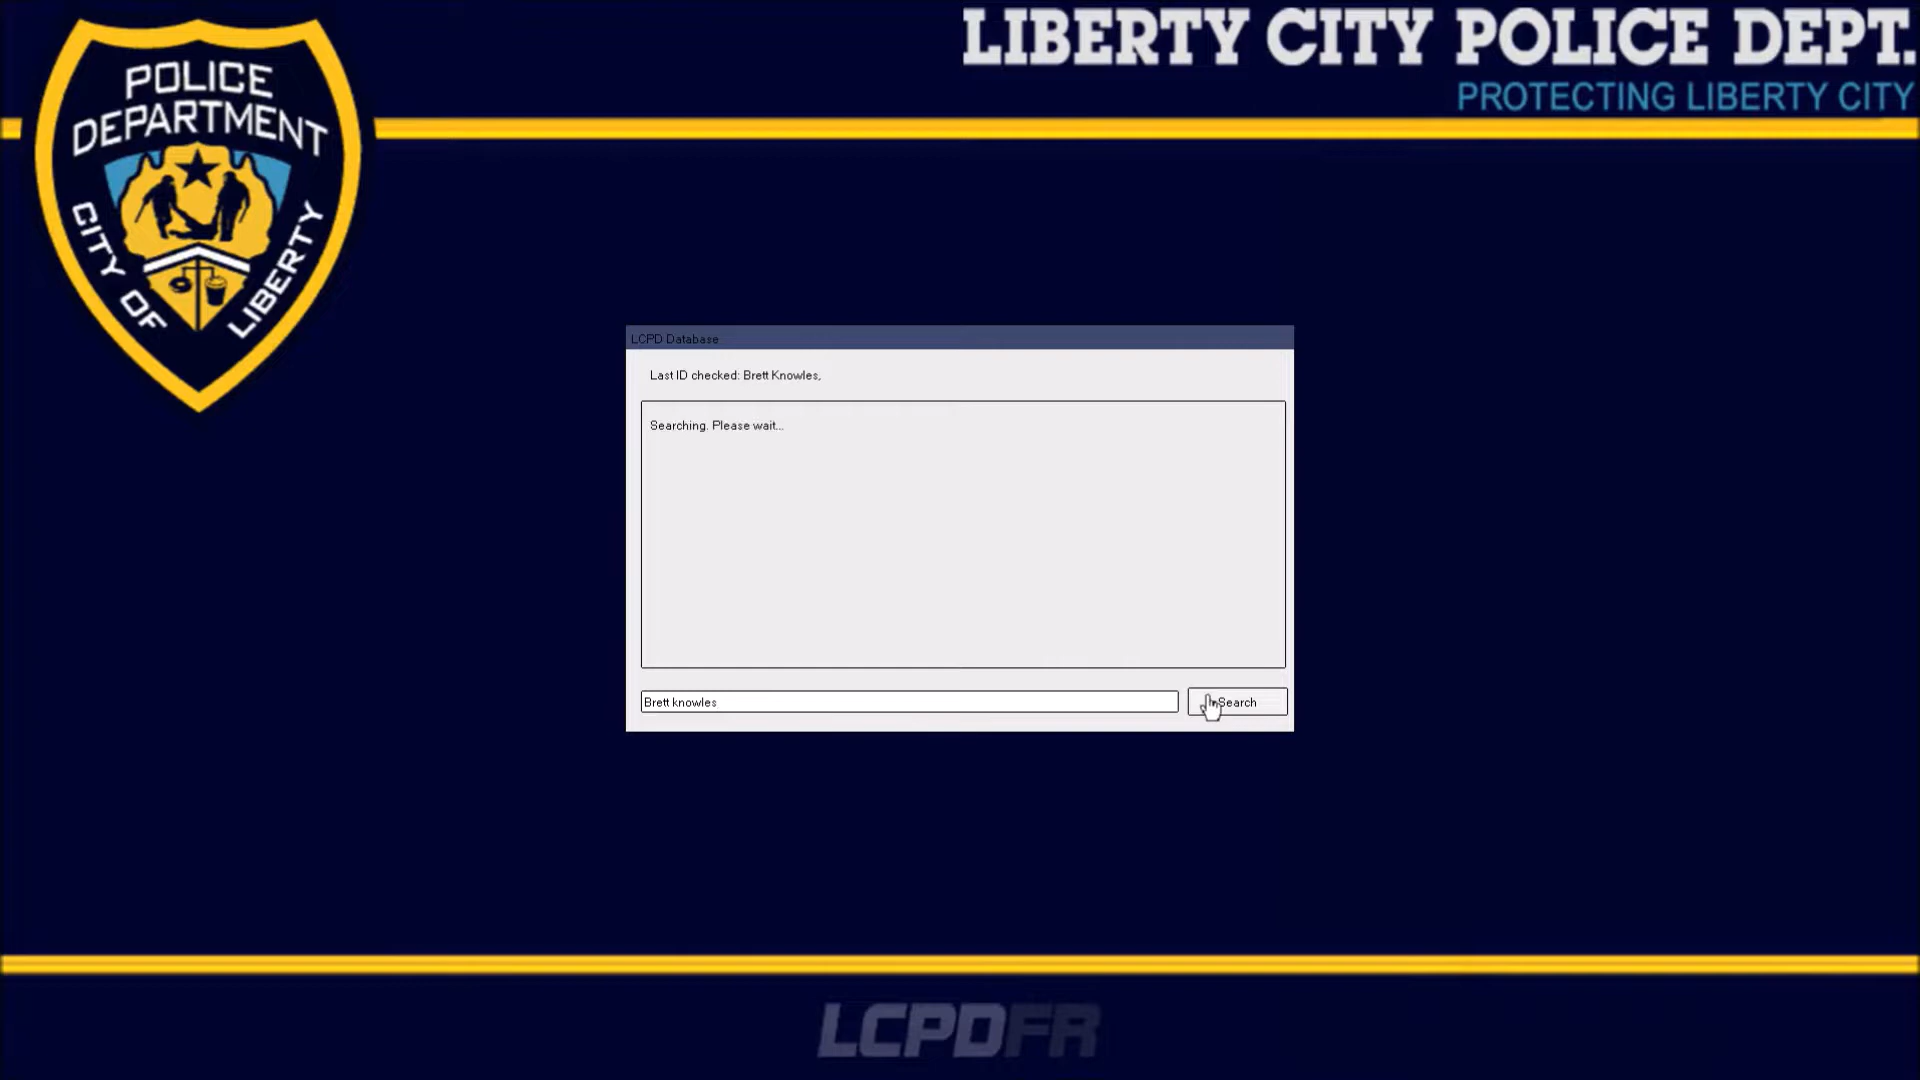 POLICE
DEPARTMENT
CITY OF LIBERTY
LIBERTY CITY POLICE DEPT.
PROTECTING LIBERTY CITY
LCPD Database
Last ID checked: Brett Knowles,
Searching. Please wait...
Brett knowles
Search
LCPDFR